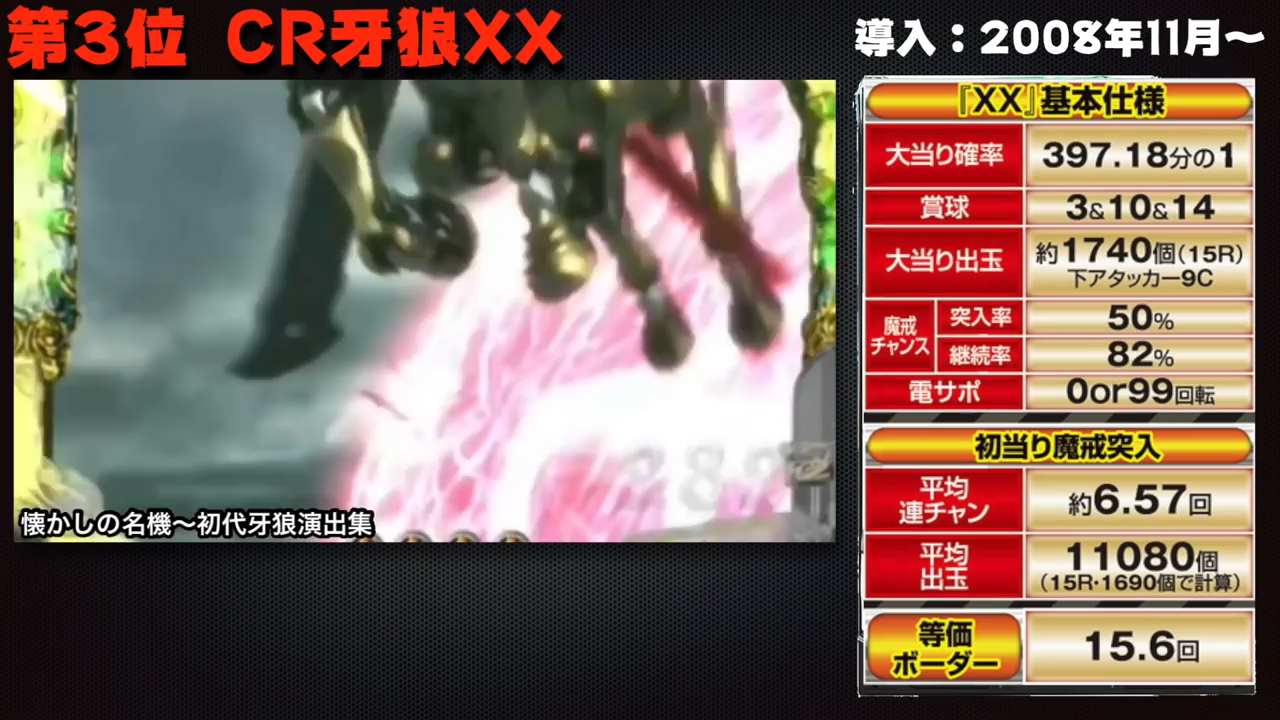 第3位 CR牙狼XX
導入：2008年11月～
『XX』基本仕様
大当り確率 397.18分の1
賞球 3&10&14
大当り出玉 約1740個(15R)
下アタッカー9C
魔戒チャンス 突入率 50%
継続率 82%
電サポ 0or99回転
初当り魔戒突入
平均
連チャン
約6.57回
平均
出玉
11080個
(15R・1690個で計算)
等価
ボーダー
15.6回
懐かしの名機～初代牙狼演出集